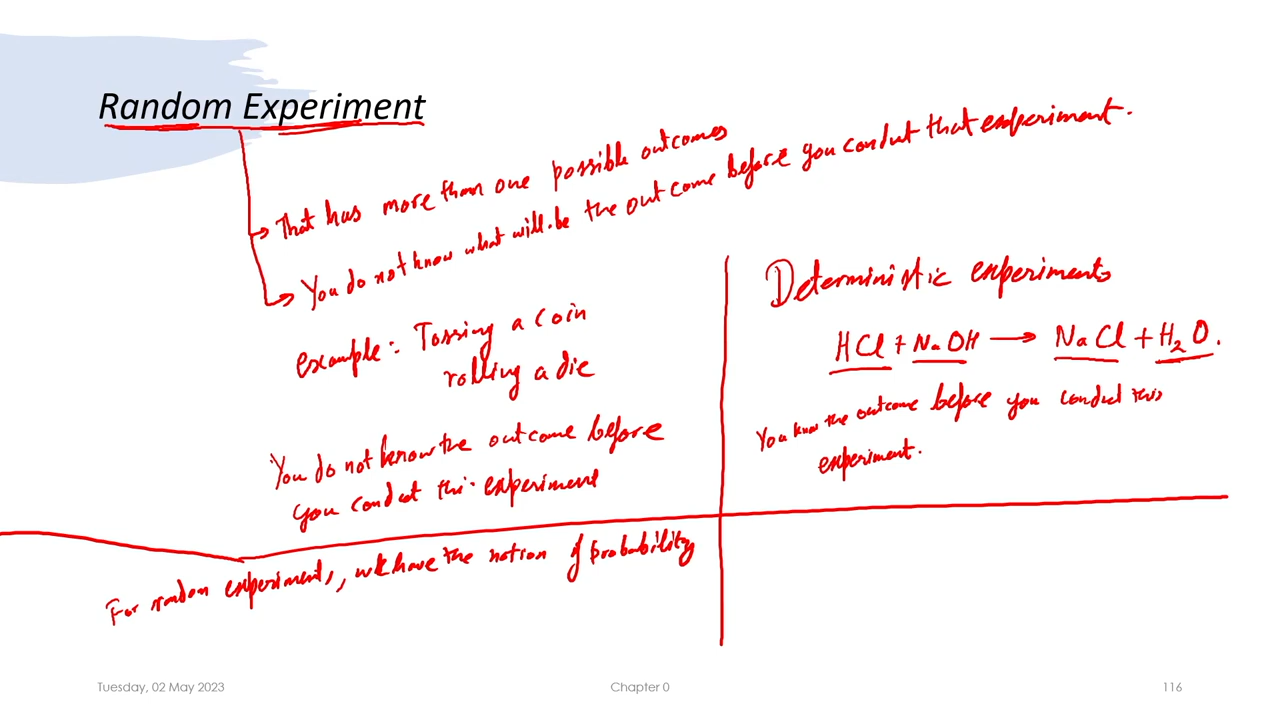 Random Experiment
That has more than one possible outcomes
You do not know what will be the outcome before you conduct that experiment.
example:- Tossing a coin
rolling a die
You do not know the outcome before
you conduct this experiment
Deterministic experiments
HCl + NaOH → NaCl + H₂O.
You know the outcome before you conduct this
experiment.
For random experiments, we have the notion of probability
Tuesday, 02 May 2023
Chapter 0
116